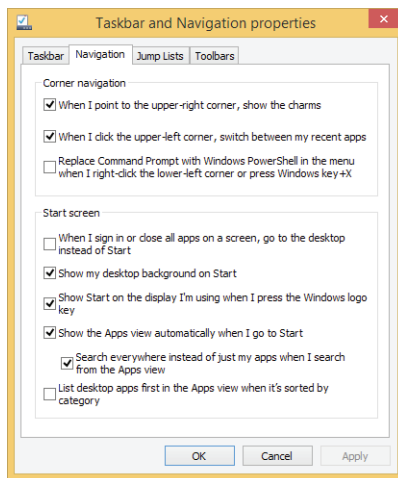 Taskbar and Navigation properties
Taskbar Navigation Jump Lists Toolbars
Corner navigation
When I point to the upper-right corner, show the charms
When I click the upper-left corner, switch between my recent apps
Replace Command Prompt with Windows PowerShell in the menu
when I right-click the lower-left corner or press Windows key+X
Start screen
When I sign in or close all apps on a screen, go to the desktop
instead of Start
Show my desktop background on Start
Show Start on the display I'm using when I press the Windows logo
key
Show the Apps view automatically when I go to Start
Search everywhere instead of just my apps when I search
from the Apps view
List desktop apps first in the Apps view when it's sorted by
category
OK Cancel Apply